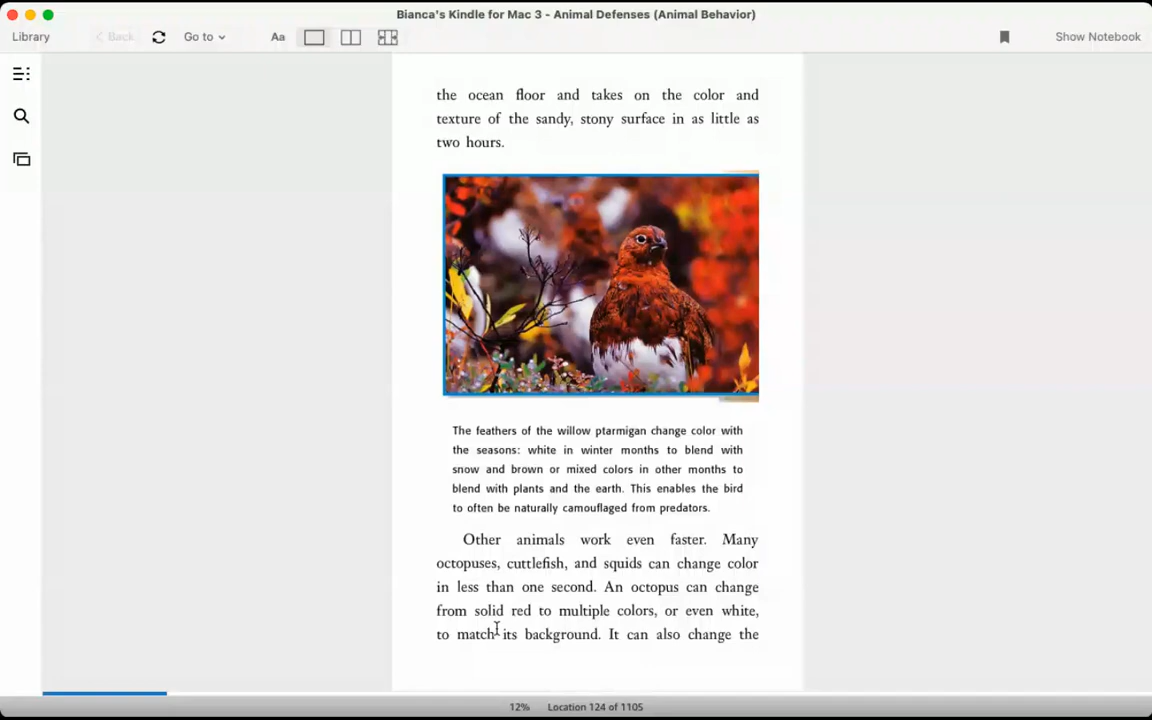 Bianca's Kindle for Mac 3 - Animal Defenses (Animal Behavior)
Library
Back
Go to
Aa
Show Notebook
the ocean floor and takes on the color and
texture of the sandy, stony surface in as little as
two hours.
The feathers of the willow ptarmigan change color with
the seasons: white in winter months to blend with
snow and brown or mixed colors in other months to
blend with plants and the earth. This enables the bird
to often be naturally camouflaged from predators.
Other animals work even faster. Many
octopuses, cuttlefish, and squids can change color
in less than one second. An octopus can change
from solid red to multiple colors, or even white,
to match its background. It can also change the
12% Location 124 of 1105